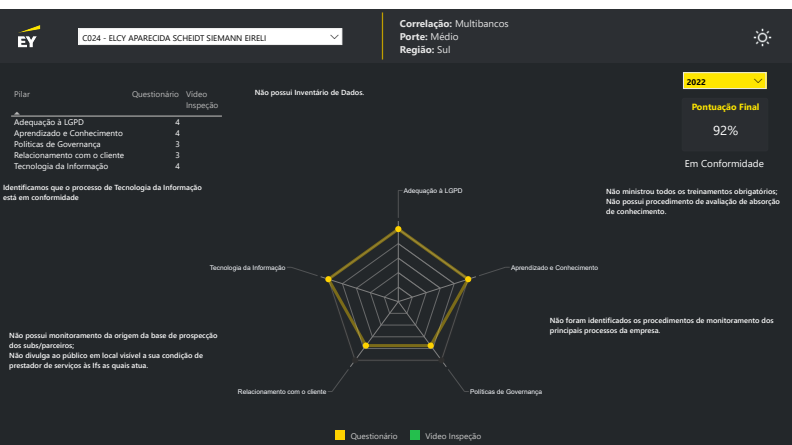 EY
C024 - ELCY APARECIDA SCHEIDT SIEMANN EIRELI
Correlação: Multibancos
Porte: Médio
Região: Sul
2022
Pontuação Final
92%
Em Conformidade
Pilar Questionário Video
Inspeção
Adequação à LGPD 4
Aprendizado e Conhecimento 4
Políticas de Governança 3
Relacionamento com o cliente 3
Tecnologia da Informação 4
Não possui Inventário de Dados.
Identificamos que o processo de Tecnologia da Informação
está em conformidade
Não ministrou todos os treinamentos obrigatórios;
Não possui procedimento de avaliação de absorção
de conhecimento.
Adequação à LGPD
Tecnologia da Informação
Aprendizado e Conhecimento
Não foram identificados os procedimentos de monitoramento dos
principais processos da empresa.
Não possui monitoramento da origem da base de prospecção
dos subs/parceiros;
Não divulga ao público em local visível a sua condição de
prestador de serviços às Ifs as quais atua.
Relacionamento com o cliente
Políticas de Governança
Questionário Video Inspeção